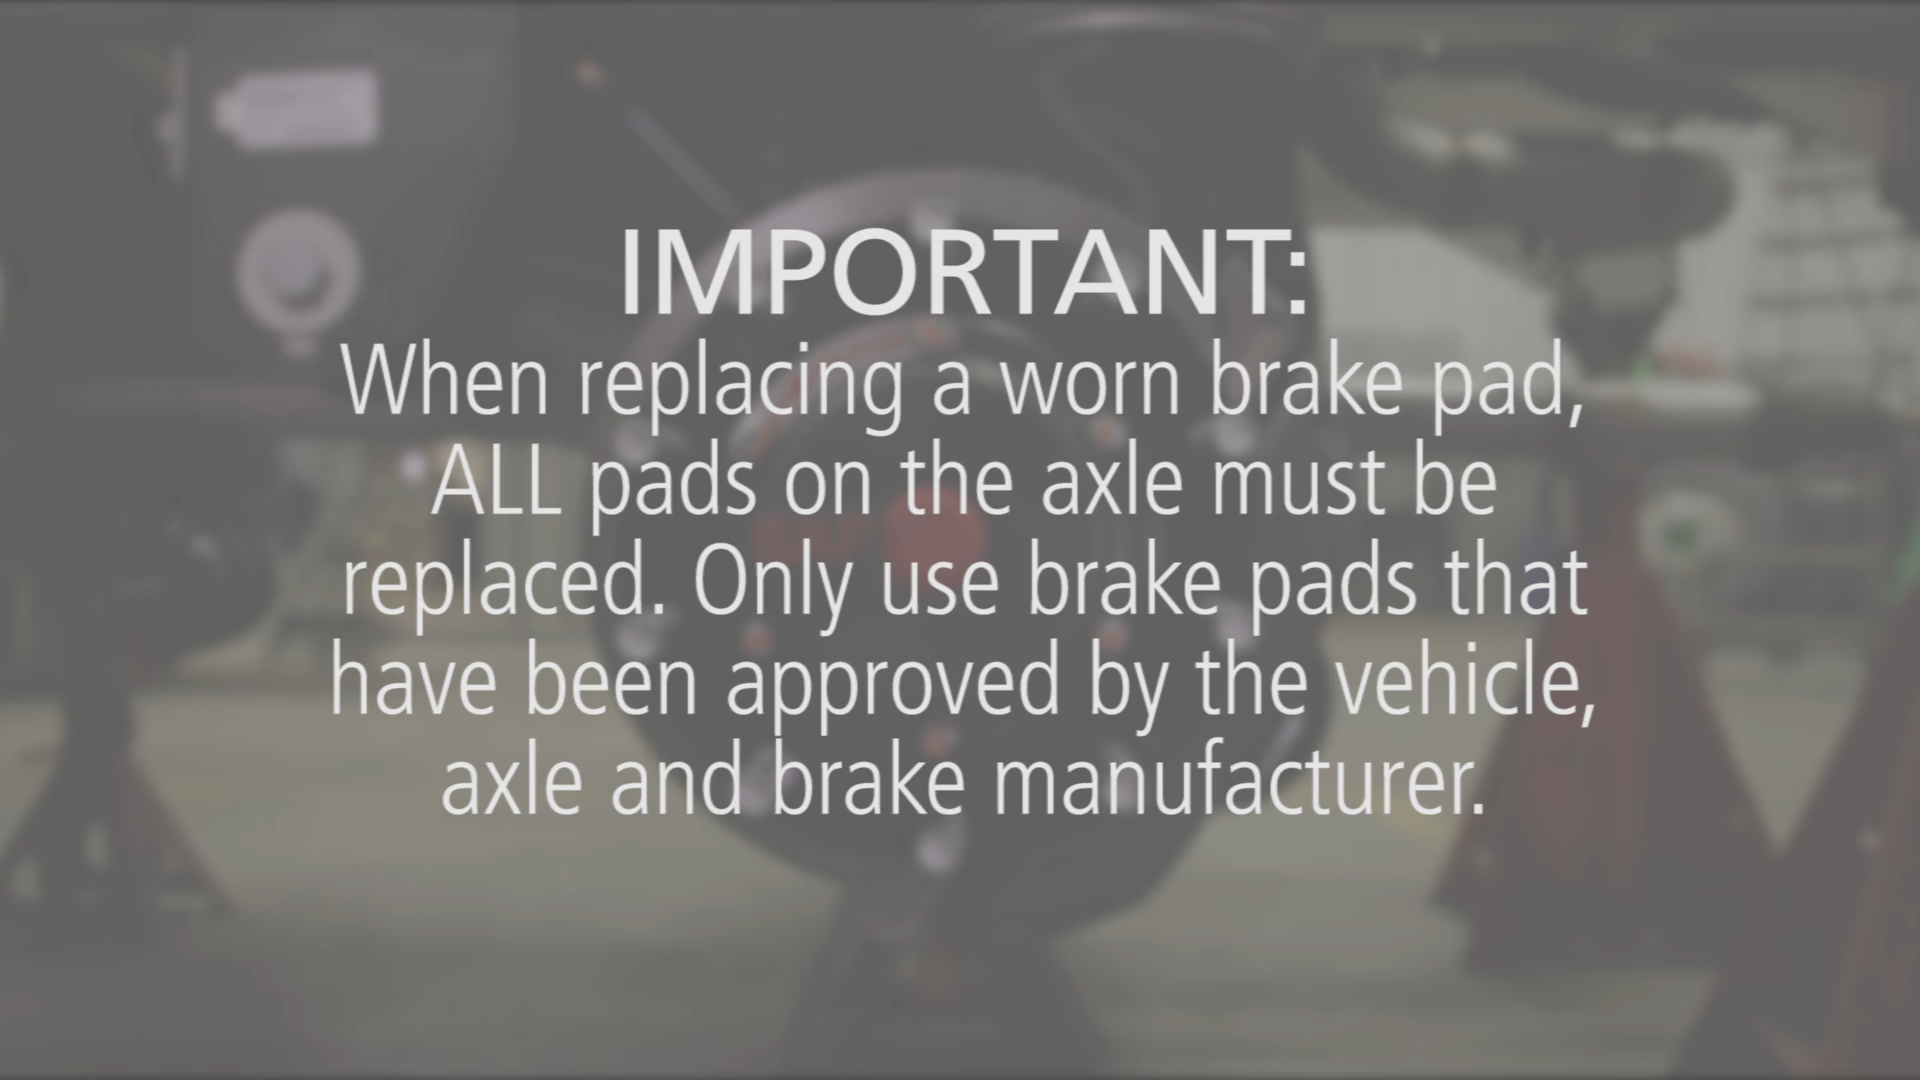 IMPORTANT:
When replacing a worn brake pad,
ALL pads on the axle must be
replaced. Only use brake pads that
have been approved by the vehicle,
axle and brake manufacturer.